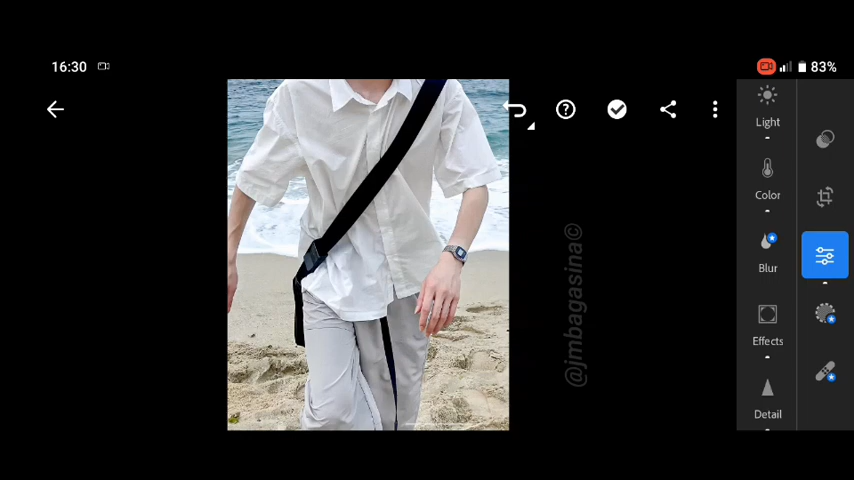 16:30
83%
Light
Color
Blur
Effects
Detail
@jmbagasina©